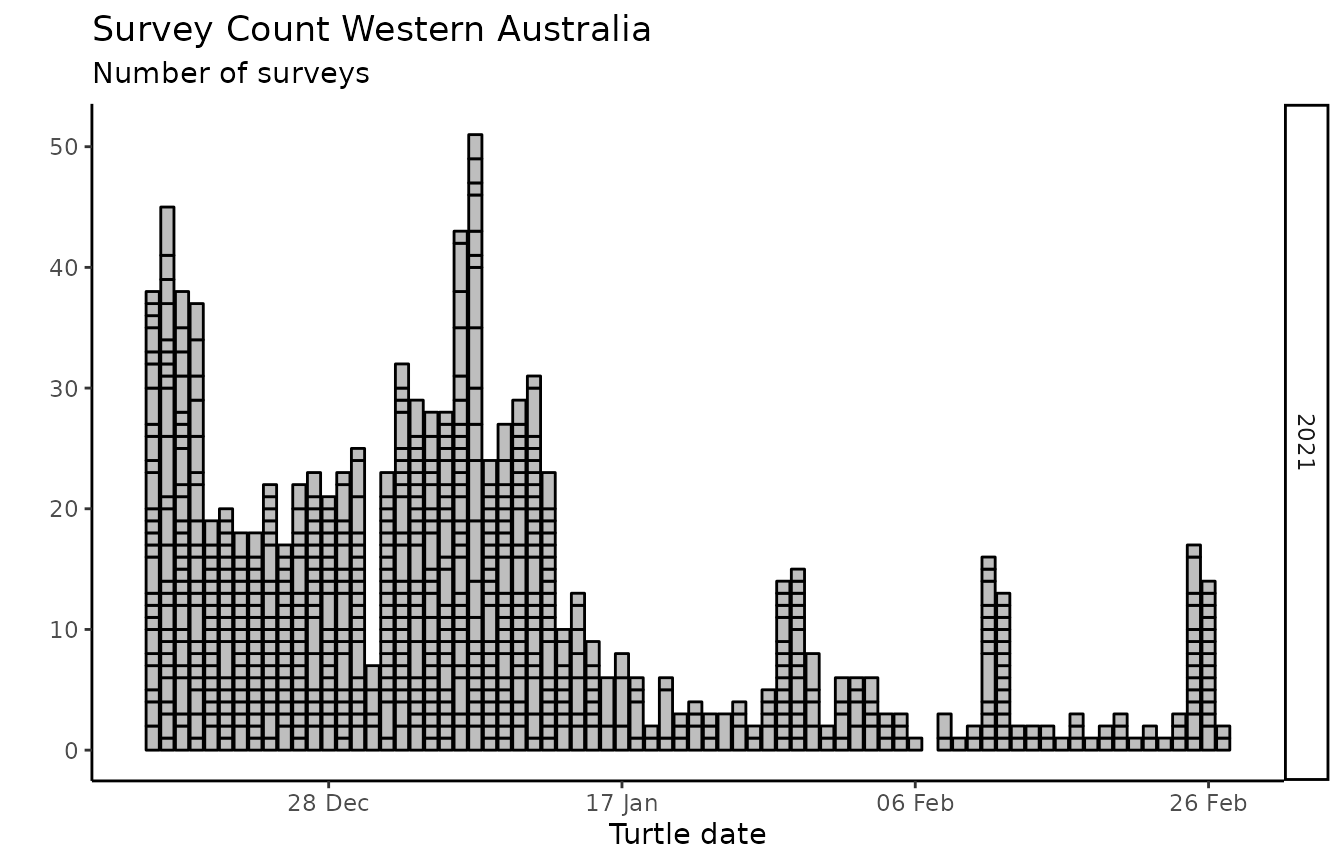 Survey Count Western Australia
Number of surveys
50
40
30
20
10
0
2021
28 Dec
17 Jan
06 Feb
26 Feb
Turtle date